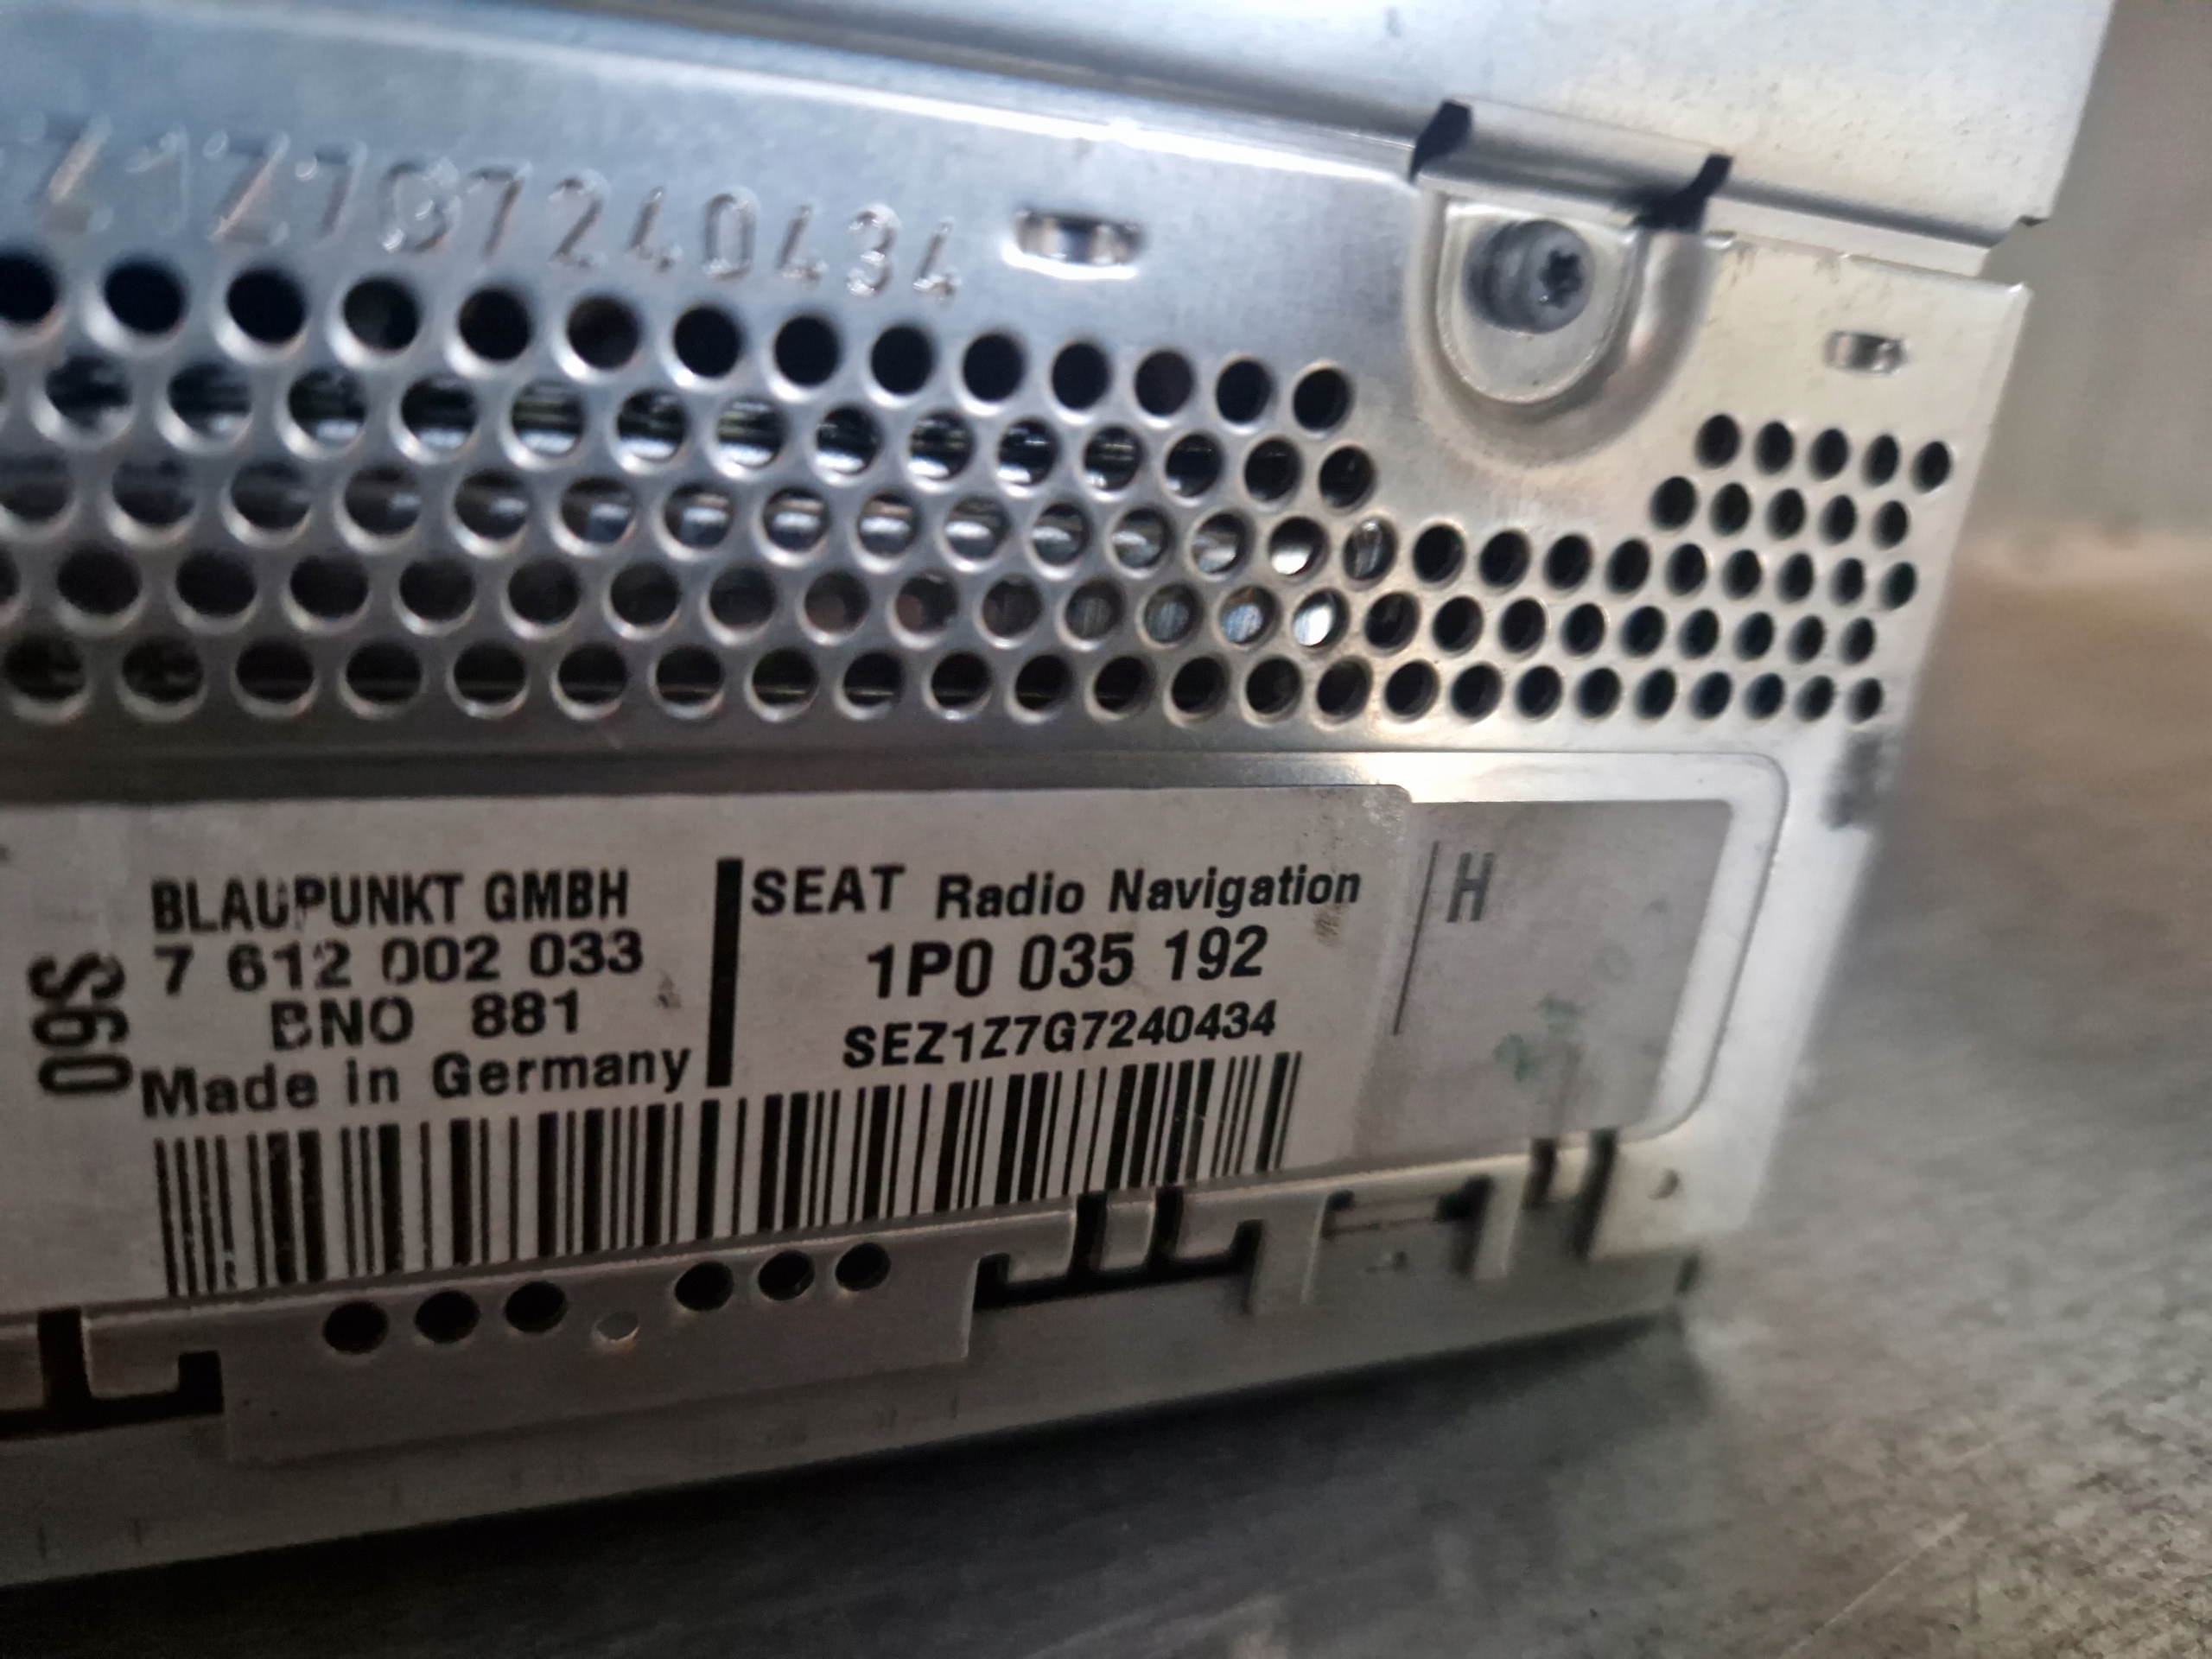 Z1Z7G7240434
BLAUPUNKT GMBH
7 612 002 033
BNO 881
Made in Germany
09S
SEAT Radio Navigation
1P0 035 192
SEZ1Z7G7240434
H